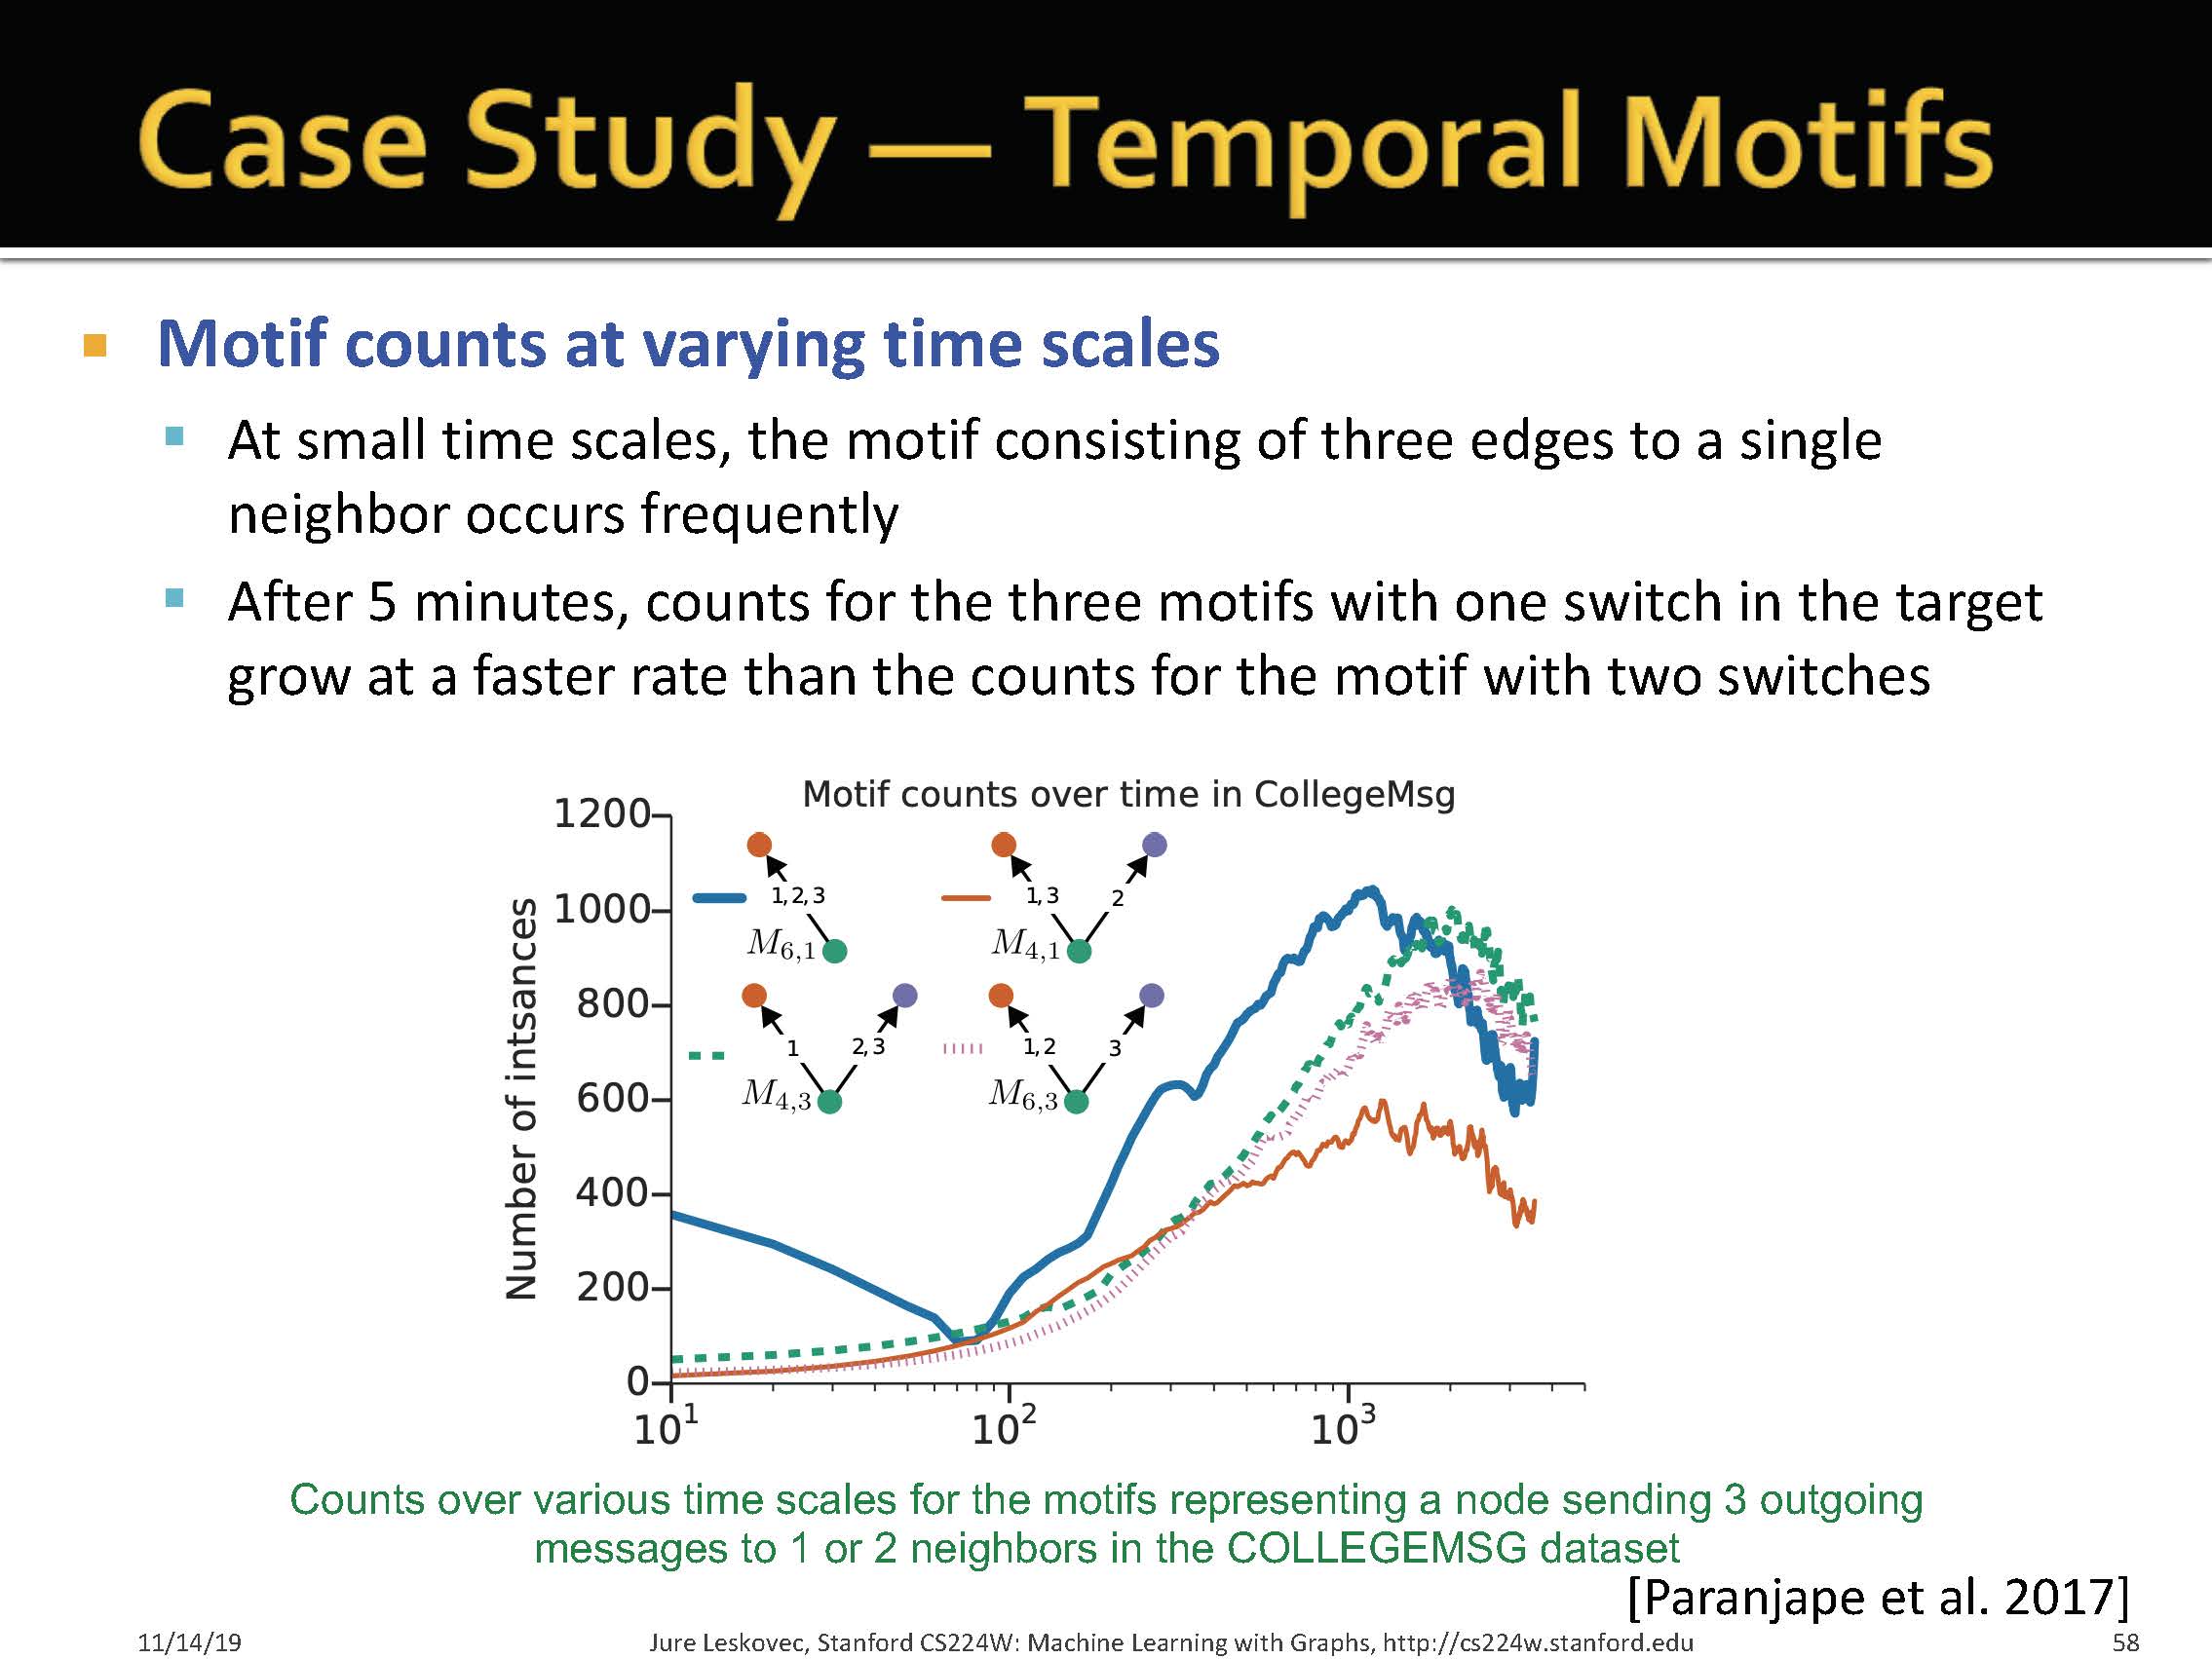 Case Study — Temporal Motifs
Motif counts at varying time scales
At small time scales, the motif consisting of three edges to a single
neighbor occurs frequently
After 5 minutes, counts for the three motifs with one switch in the target
grow at a faster rate than the counts for the motif with two switches
Motif counts over time in CollegeMsg
Number of intsances
1200
1000
800
600
400
200
0
10^1
10^2
10^3
1, 2, 3
M_{6,1}
1, 3
2
M_{4,1}
1
2, 3
M_{4,3}
1, 2
3
M_{6,3}
Counts over various time scales for the motifs representing a node sending 3 outgoing
messages to 1 or 2 neighbors in the COLLEGEMSG dataset
[Paranjape et al. 2017]
11/14/19
Jure Leskovec, Stanford CS224W: Machine Learning with Graphs, http://cs224w.stanford.edu
58